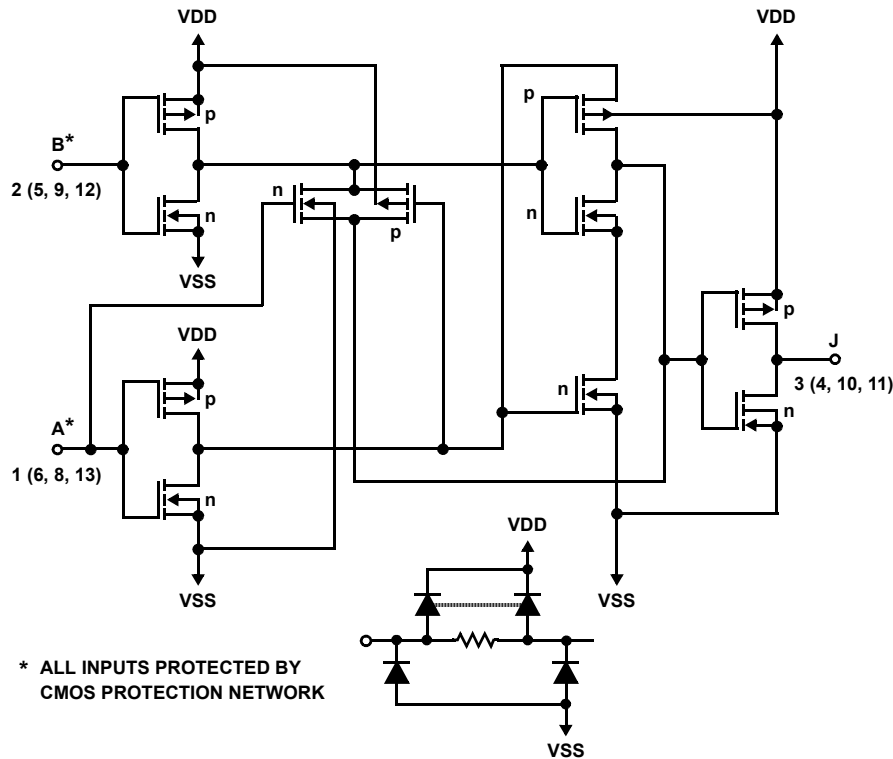 VDD
VDD
p
p
B*
2 (5, 9, 12)
n
n
n
p
VSS
VDD
p
J
p
3 (4, 10, 11)
n
n
A*
1 (6, 8, 13)
n
VDD
VSS
VSS
* ALL INPUTS PROTECTED BY
CMOS PROTECTION NETWORK
VSS